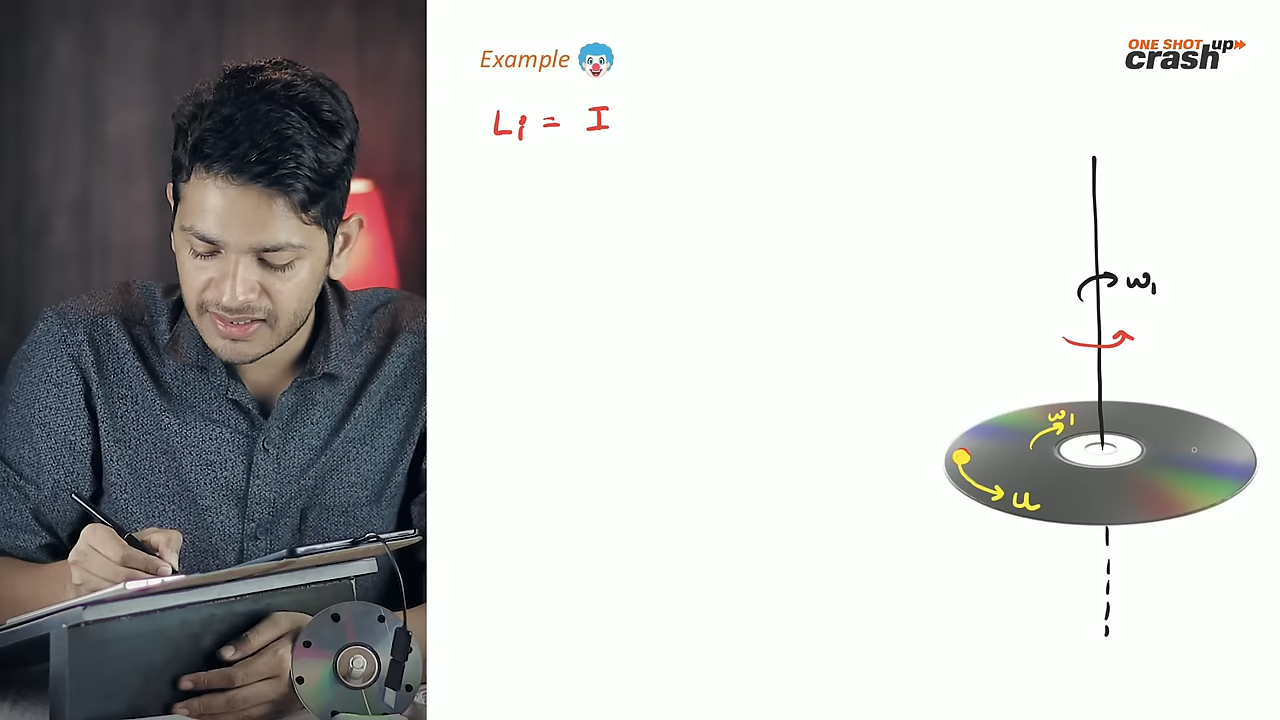 Example
ONE SHOT
crash up
Li = I
ω1
ω1
u